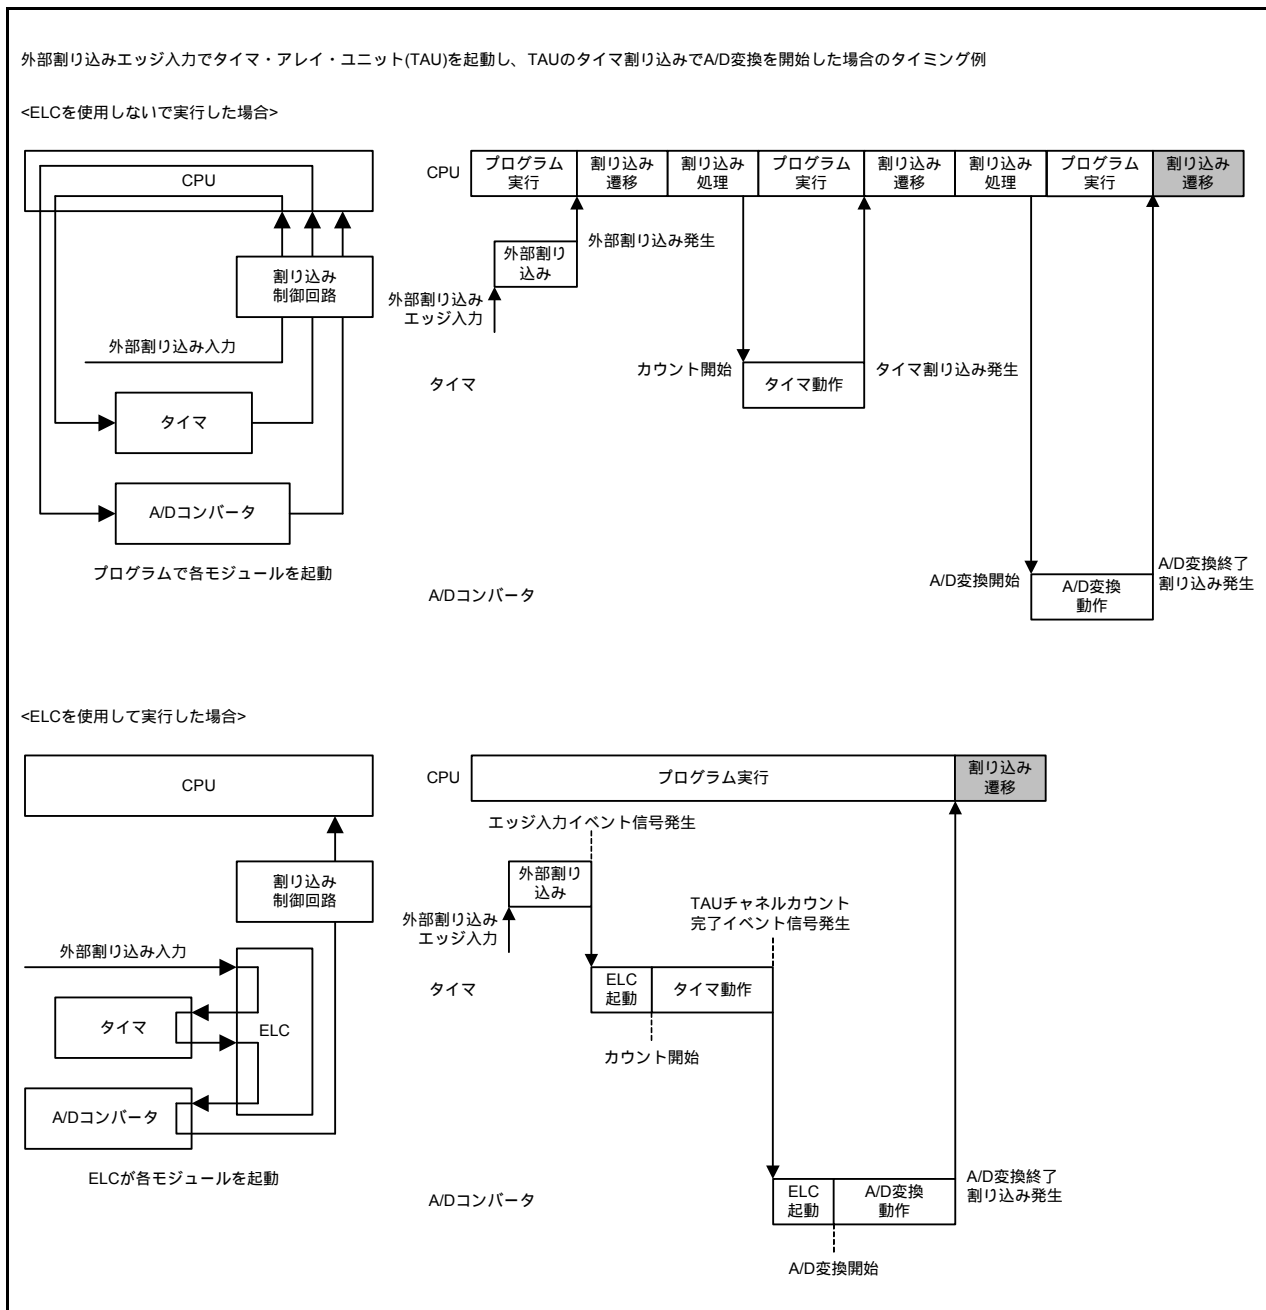 外部割り込みエッジ入力でタイマ・アレイ・ユニット(TAU)を起動し、TAUのタイマ割り込みでA/D変換を開始した場合のタイミング例
<ELCを使用しないで実行した場合>
CPU
割り込み
制御回路
外部割り込み入力
タイマ
A/Dコンバータ
プログラムで各モジュールを起動
CPU
プログラム
実行
割り込み
遷移
割り込み
処理
プログラム
実行
割り込み
遷移
割り込み
処理
プログラム
実行
割り込み
遷移
外部割り込み発生
外部割り
込み
外部割り込み
エッジ入力
タイマ
カウント開始
タイマ動作
タイマ割り込み発生
A/Dコンバータ
A/D変換開始
A/D変換
動作
A/D変換終了
割り込み発生
<ELCを使用して実行した場合>
CPU
割り込み
制御回路
外部割り込み入力
タイマ
ELC
A/Dコンバータ
ELCが各モジュールを起動
CPU
プログラム実行
割り込み
遷移
エッジ入力イベント信号発生
外部割り
込み
外部割り込み
エッジ入力
TAUチャネルカウント
完了イベント信号発生
タイマ
ELC
起動
タイマ動作
カウント開始
A/Dコンバータ
ELC
起動
A/D変換
動作
A/D変換終了
割り込み発生
A/D変換開始